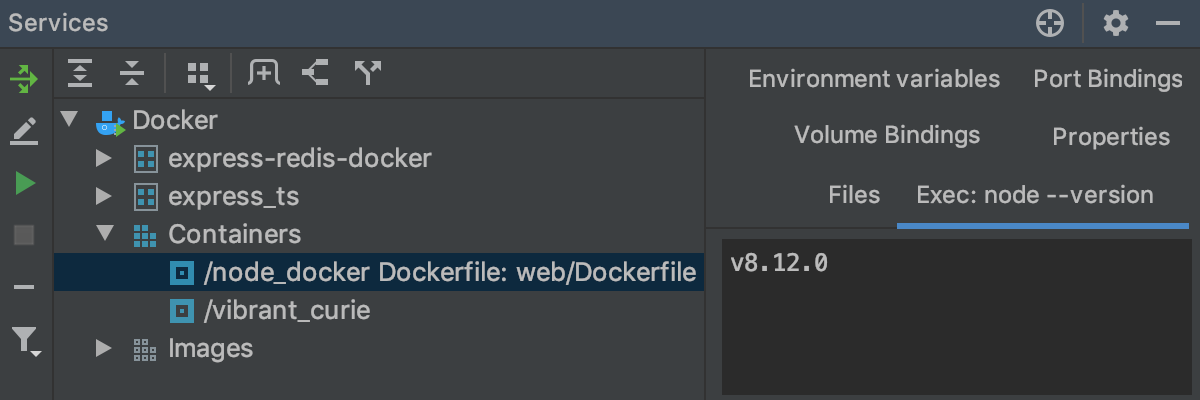 Services
Docker
express-redis-docker
express_ts
Containers
/node_docker Dockerfile: web/Dockerfile
/vibrant_curie
Images
Environment variables
Port Bindings
Volume Bindings
Properties
Files
Exec: node --version
v8.12.0